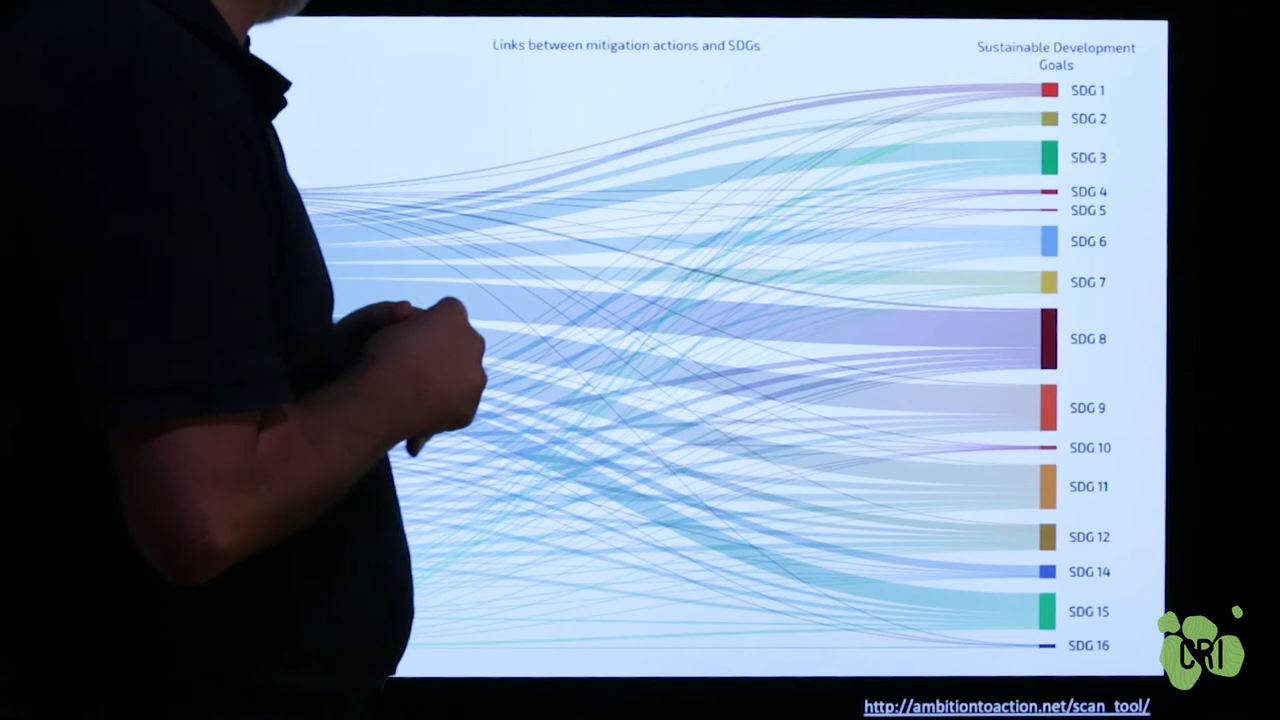 Links between mitigation actions and SDGs
Sustainable Development
Goals
SDG 1
SDG 2
SDG 3
SDG 4
SDG 5
SDG 6
SDG 7
SDG 8
SDG 9
SDG 10
SDG 11
SDG 12
SDG 14
SDG 15
SDG 16
CRI
http://ambitiontoaction.net/scan_tool/